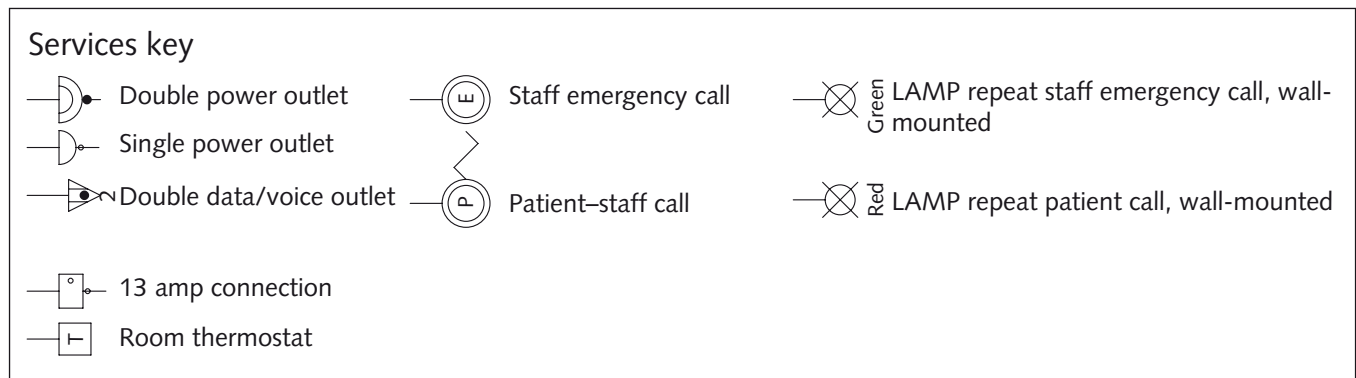 Services key
Double power outlet
Single power outlet
2 Double data/voice outlet
13 amp connection
T Room thermostat
E Staff emergency call
P Patient–staff call
Green LAMP repeat staff emergency call, wall-
mounted
Red LAMP repeat patient call, wall-mounted